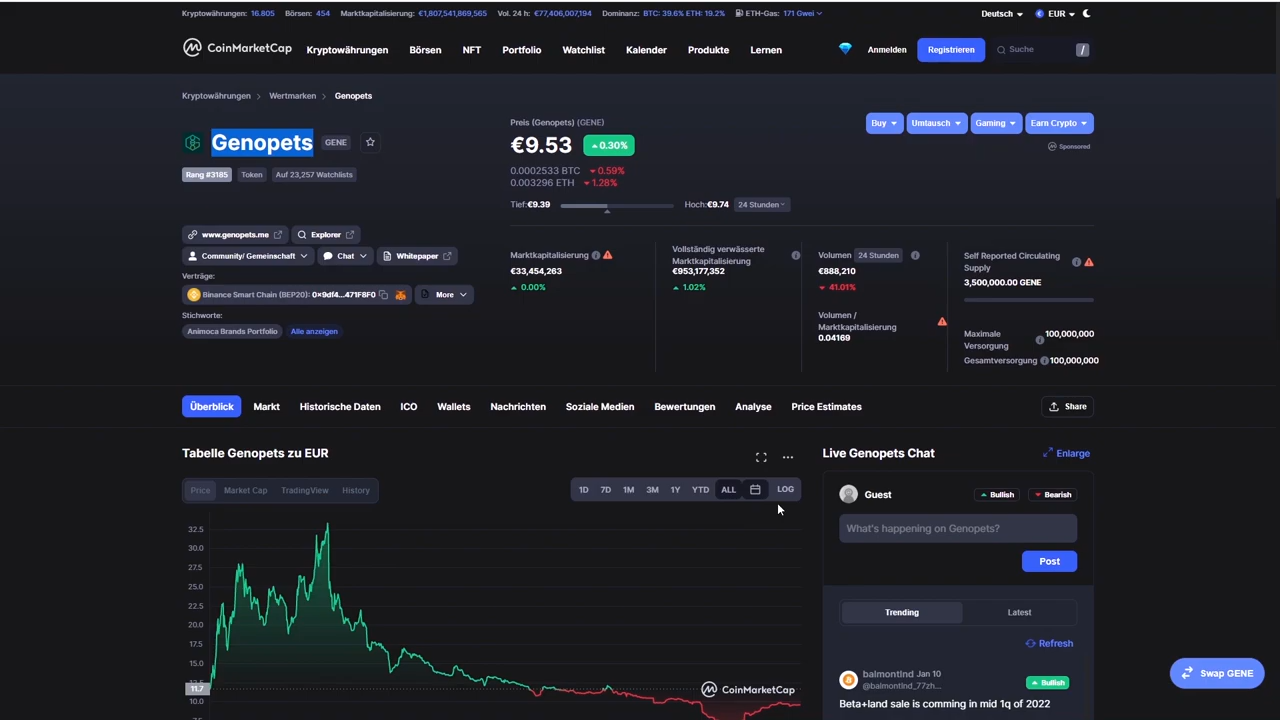 Kryptowährungen: 16.805 Börsen: 454 Marktkapitalisierung: €1,807,541,869,565 Vol. 24 h: €77,406,007,194 Dominanz: BTC: 39.6% ETH: 19.2% ETH-Gas: 171 Gwei Deutsch EUR
CoinMarketCap Kryptowährungen Börsen NFT Portfolio Watchlist Kalender Produkte Lernen Anmelden Registrieren Suche /
Kryptowährungen > Wertmarken > Genopets
Preis (Genopets) (GENE)
Buy Umtausch Gaming Earn Crypto
Genopets GENE
€9.53 0.30%
Sponsored
Rang #3185 Token Auf 23,257 Watchlists
0.0002533 BTC 0.59%
0.003296 ETH 1.28%
Tief:€9.39 Hoch:€9.74 24 Stunden
www.genopets.me Explorer
Community/ Gemeinschaft Chat Whitepaper
Verträge:
Binance Smart Chain (BEP20): 0x9df4...471F8F0 More
Stichworte:
Animoca Brands Portfolio Alle anzeigen
Marktkapitalisierung
€33,454,263
0.00%
Vollständig verwässerte
Marktkapitalisierung
€953,177,352
1.02%
Volumen 24 Stunden
€888,210
41.01%
Volumen /
Marktkapitalisierung
0.04169
Self Reported Circulating
Supply
3,500,000.00 GENE
Maximale
Versorgung 100,000,000
Gesamtversorgung 100,000,000
Überblick Markt Historische Daten ICO Wallets Nachrichten Soziale Medien Bewertungen Analyse Price Estimates Share
Tabelle Genopets zu EUR
Price Market Cap TradingView History
1D 7D 1M 3M 1Y YTD ALL LOG
32.5
30.0
27.5
25.0
22.5
20.0
17.5
15.0
11.7
10.0
CoinMarketCap
Live Genopets Chat Enlarge
Guest Bullish Bearish
What's happening on Genopets?
Post
Trending Latest
Refresh
balmontInd Jan 10
@balmontInd_77zh... Bullish
Beta+land sale is comming in mid 1q of 2022
Swap GENE